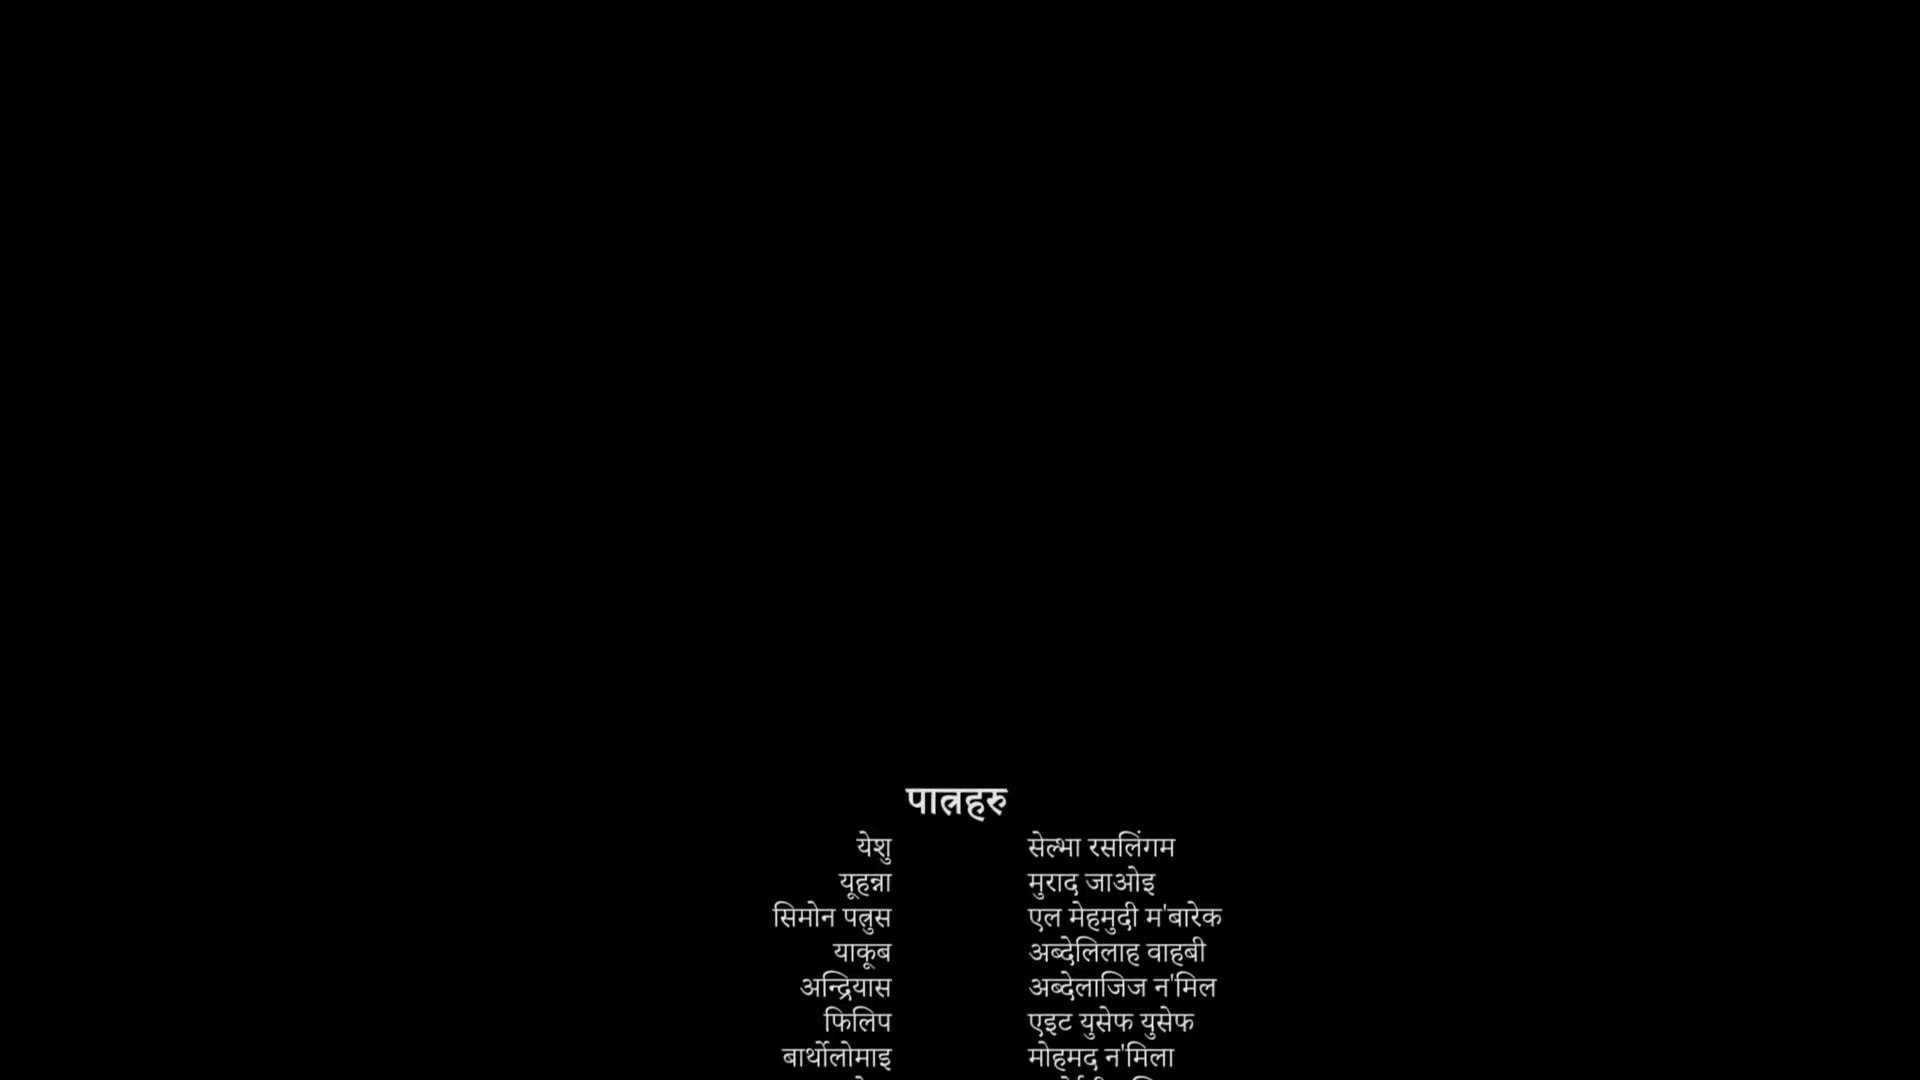 पात्रहरु
येशु सेल्भा रसलिंगम
यूहन्ना मुराद जाओइ
सिमोन पत्रुस एल मेहमुदी म'बारेक
याकूब अब्देलिलाह वाहबी
अन्द्रियास अब्देलाजिज न'मिल
फिलिप एइट युसेफ युसेफ
बार्थोलोमाइ मोहमद न'मिला